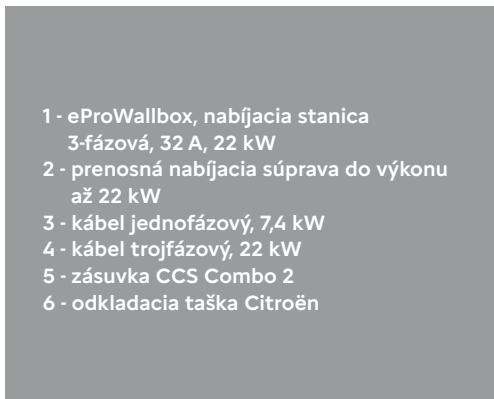 1 - eProWallbox, nabíjacia stanica
3-fázová, 32 A, 22 kW
2 - prenosná nabíjacia súprava do výkonu
až 22 kW
3 - kábel jednofázový, 7,4 kW
4 - kábel trojfázový, 22 kW
5 - zásuvka CCS Combo 2
6 - odkladacia taška Citroën